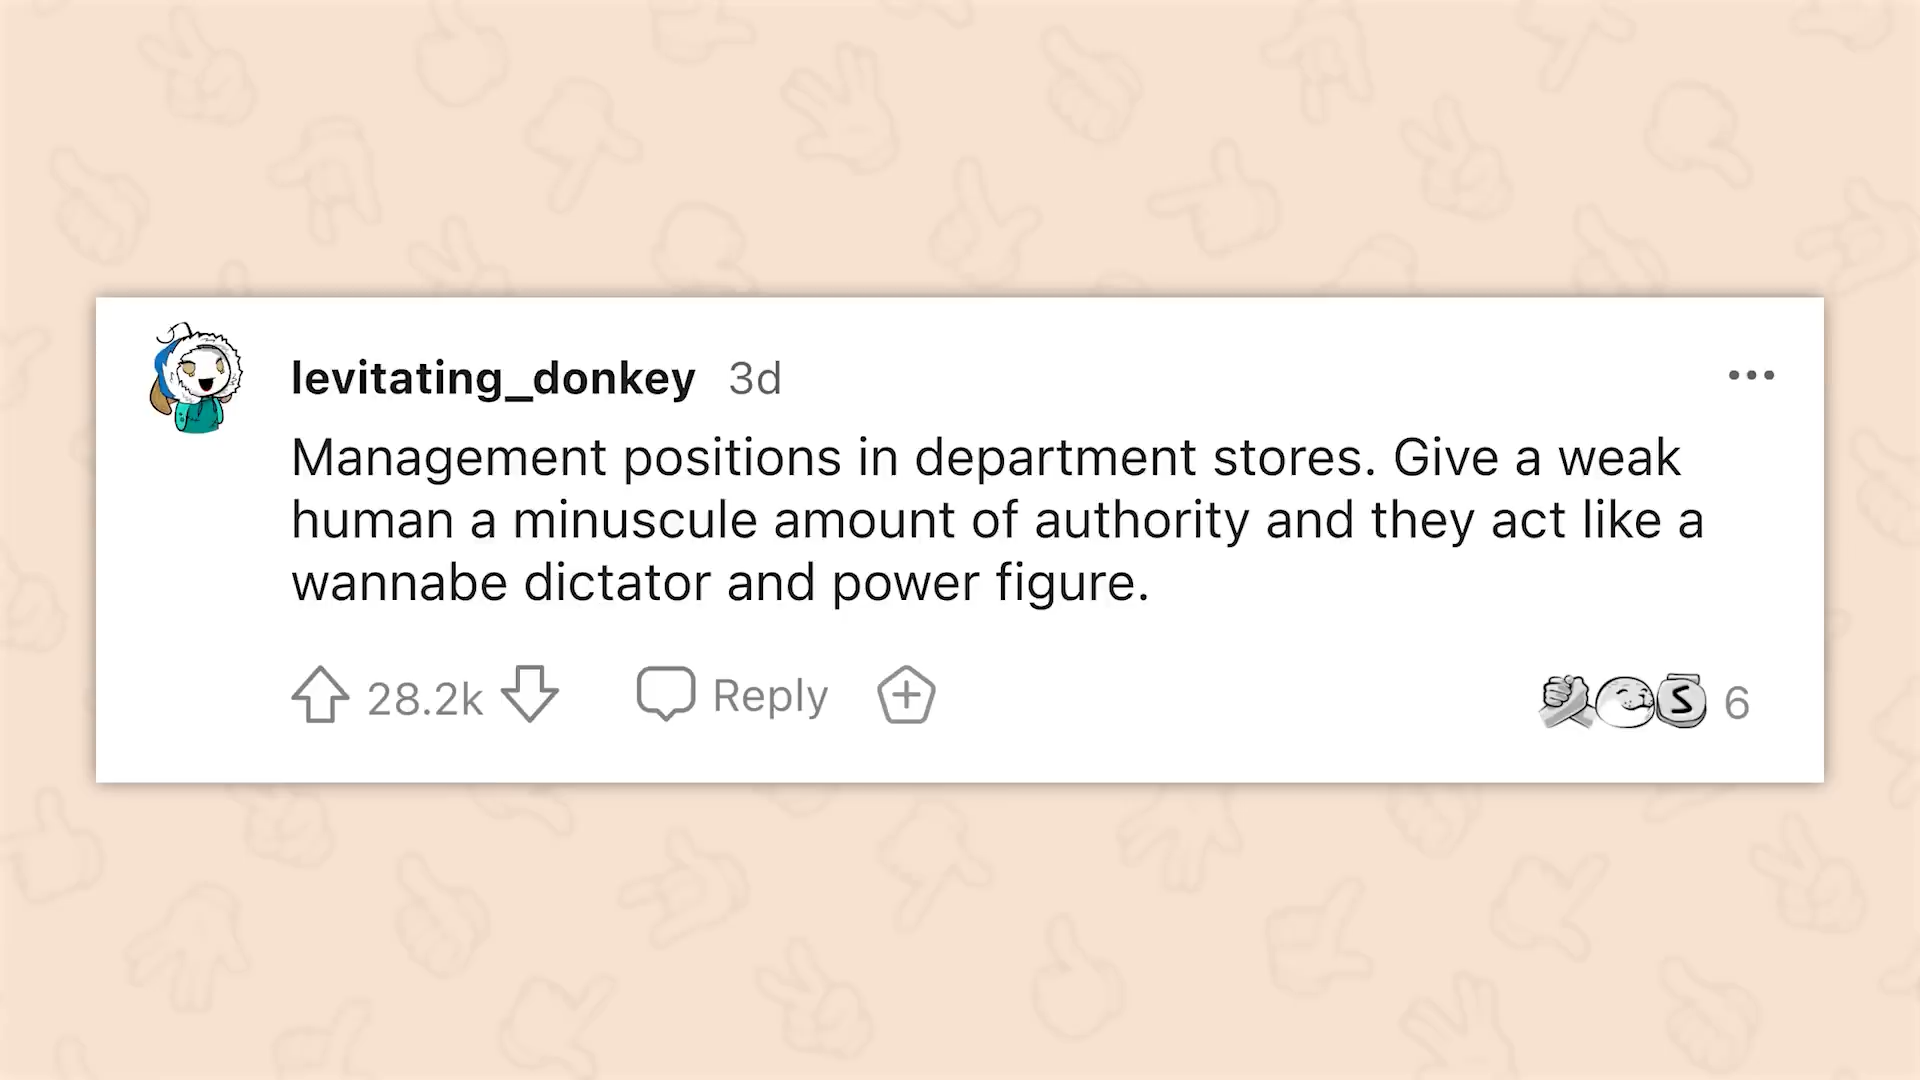 levitating_donkey 3d
Management positions in department stores. Give a weak
human a minuscule amount of authority and they act like a
wannabe dictator and power figure.
28.2k Reply S 6